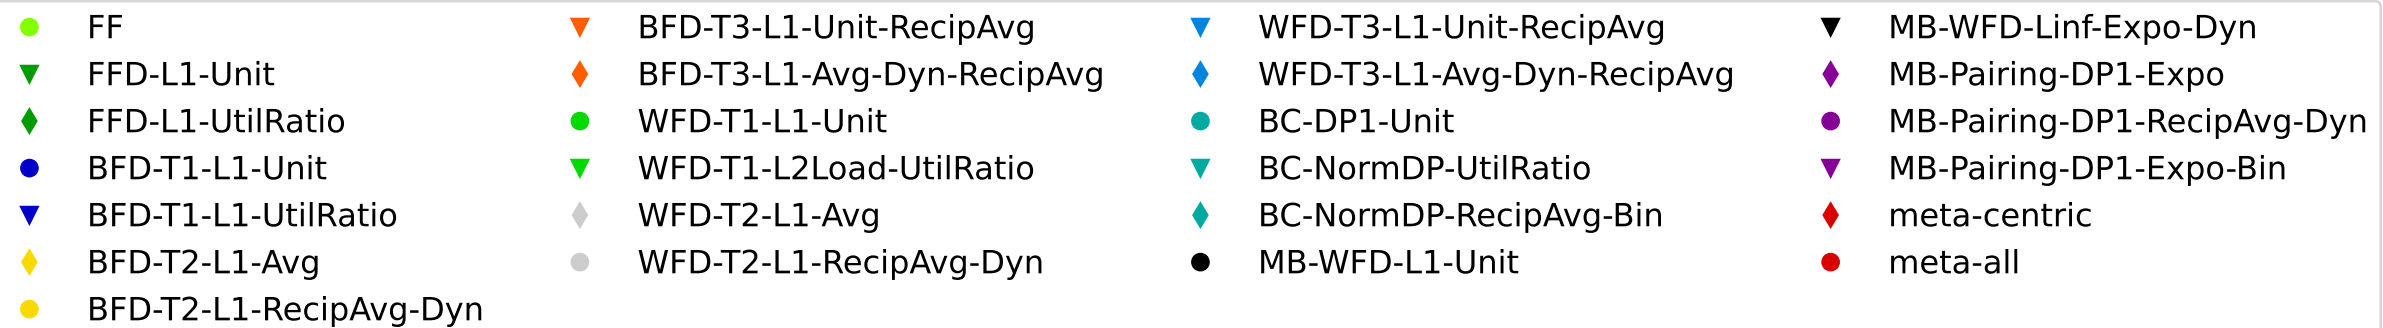 FF
FFD-L1-Unit
FFD-L1-UtilRatio
BFD-T1-L1-Unit
BFD-T1-L1-UtilRatio
BFD-T2-L1-Avg
BFD-T2-L1-RecipAvg-Dyn
BFD-T3-L1-Unit-RecipAvg
BFD-T3-L1-Avg-Dyn-RecipAvg
WFD-T1-L1-Unit
WFD-T1-L2Load-UtilRatio
WFD-T2-L1-Avg
WFD-T2-L1-RecipAvg-Dyn
WFD-T3-L1-Unit-RecipAvg
WFD-T3-L1-Avg-Dyn-RecipAvg
BC-DP1-Unit
BC-NormDP-UtilRatio
BC-NormDP-RecipAvg-Bin
MB-WFD-L1-Unit
MB-WFD-Linf-Expo-Dyn
MB-Pairing-DP1-Expo
MB-Pairing-DP1-RecipAvg-Dyn
MB-Pairing-DP1-Expo-Bin
meta-centric
meta-all